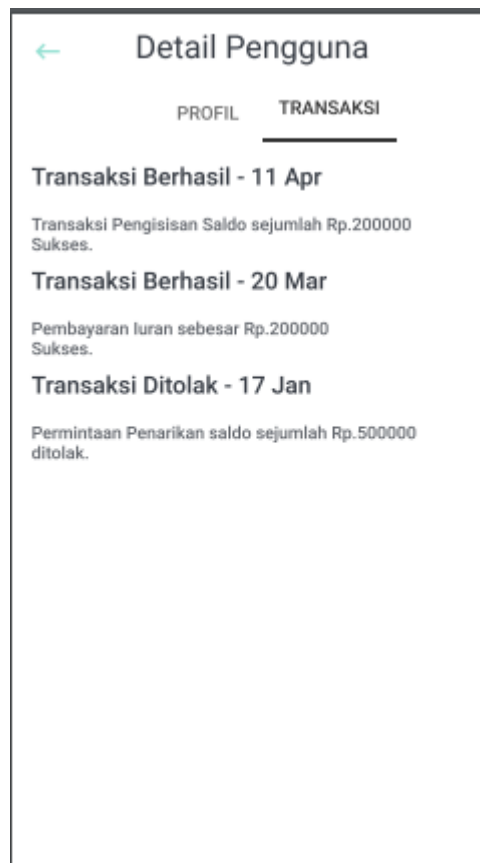 Detail Pengguna
PROFIL
TRANSAKSI
Transaksi Berhasil - 11 Apr
Transaksi Pengisisan Saldo sejumlah Rp.200000
Sukses.
Transaksi Berhasil - 20 Mar
Pembayaran Iuran sebesar Rp.200000
Sukses.
Transaksi Ditolak - 17 Jan
Permintaan Penarikan saldo sejumlah Rp.500000
ditolak.